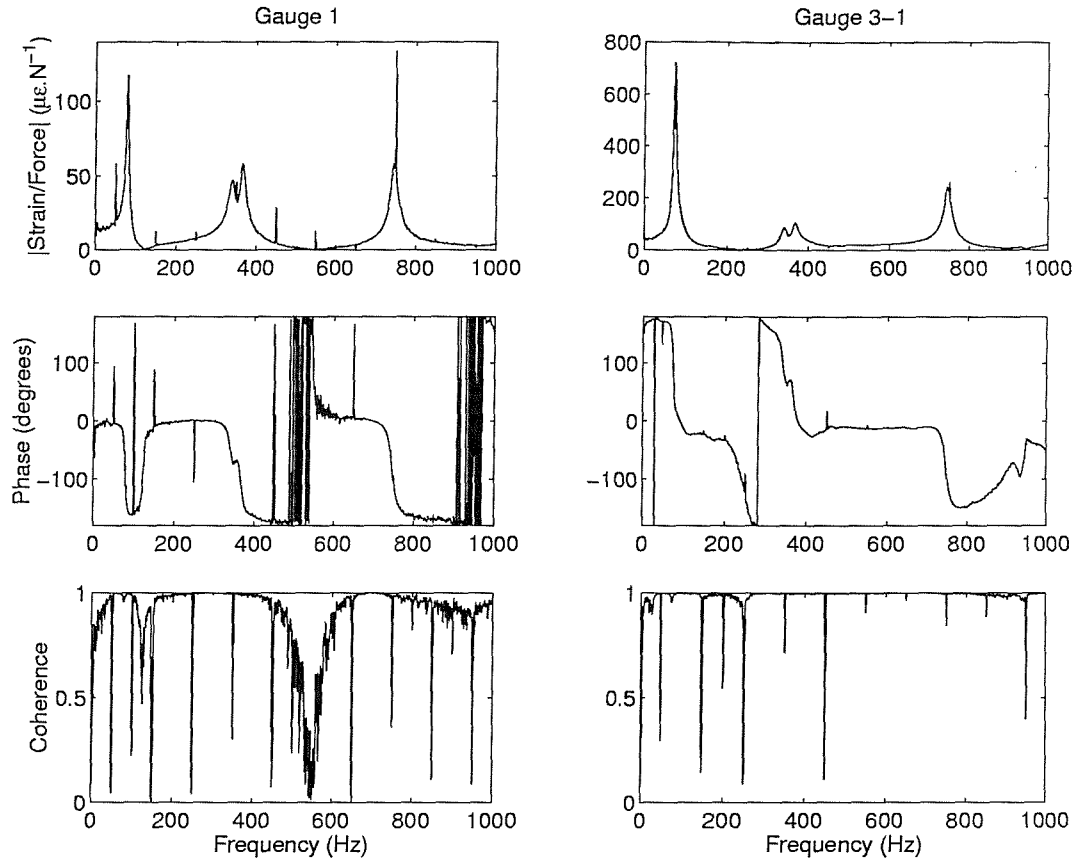 Gauge 1
Gauge 3−1
|Strain/Force| (µε.N⁻¹)
100
50
0
0 200 400 600 800 1000
800
600
400
200
0
0 200 400 600 800 1000
Phase (degrees)
100
0
−100
0 200 400 600 800 1000
100
0
−100
0 200 400 600 800 1000
Coherence
1
0.5
0
0 200 400 600 800 1000
Frequency (Hz)
1
0.5
0
0 200 400 600 800 1000
Frequency (Hz)